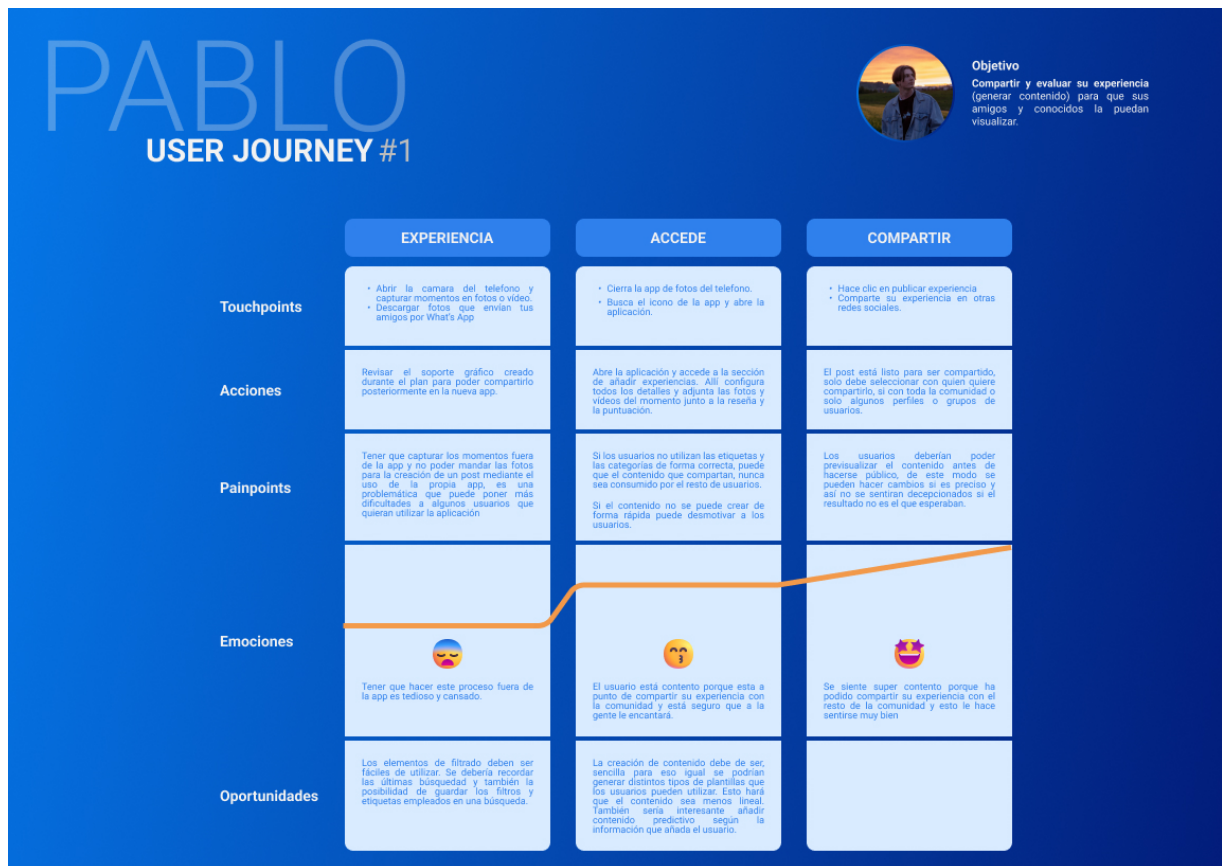 PABLO
USER JOURNEY #1
Objetivo
Compartir y evaluar su experiencia
(generar contenido) para que sus
amigos y conocidos la puedan
visualizar.
EXPERIENCIA
ACCEDE
COMPARTIR
Touchpoints
• Abrir la camara del telefono y
capturar momentos en fotos o vídeo.
• Descargar fotos que envían tus
amigos por What's App
• Cierra la app de fotos del telefono.
• Busca el icono de la app y abre la
aplicación.
• Hace clic en publicar experiencia
• Comparte su experiencia en otras
redes sociales.
Acciones
Revisar el soporte gráfico creado
durante el plan para poder compartirlo
posteriormente en la nueva app.
Abre la aplicación y accede a la sección
de añadir experiencias. Allí configura
todos los detalles y adjunta las fotos y
vídeos del momento junto a la reseña y
la puntuación.
El post está listo para ser compartido,
solo debe seleccionar con quien quiere
compartirlo, si con toda la comunidad o
solo algunos perfiles o grupos de
usuarios.
Painpoints
Tener que capturar los momentos fuera
de la app y no poder mandar las fotos
para la creación de un post mediante el
uso de la propia app, es una
problemática que puede poner más
dificultades a algunos usuarios que
quieran utilizar la aplicación
Si los usuarios no utilizan las etiquetas y
las categorías de forma correcta, puede
que el contenido que compartan, nunca
sea consumido por el resto de usuarios.
Si el contenido no se puede crear de
forma rápida puede desmotivar a los
usuarios.
Los usuarios deberían poder
previsualizar el contenido antes de
hacerse público, de este modo se
pueden hacer cambios si es preciso y
así no se sentiran decepcionados si el
resultado no es el que esperaban.
Emociones
Tener que hacer este proceso fuera de
la app es tedioso y cansado.
El usuario está contento porque esta a
punto de compartir su experiencia con
la comunidad y está seguro que a la
gente le encantará.
Se siente super contento porque ha
podido compartir su experiencia con el
resto de la comunidad y esto le hace
sentirse muy bien
Oportunidades
Los elementos de filtrado deben ser
fáciles de utilizar. Se debería recordar
las últimas búsquedad y también la
posibilidad de guardar los filtros y
etiquetas empleados en una búsqueda.
La creación de contenido debe de ser,
sencilla para eso igual se podrían
generar distintos tipos de plantillas que
los usuarios pueden utilizar. Esto hará
que el contenido sea menos lineal.
También sería interesante añadir
contenido predictivo según la
información que añada el usuario.